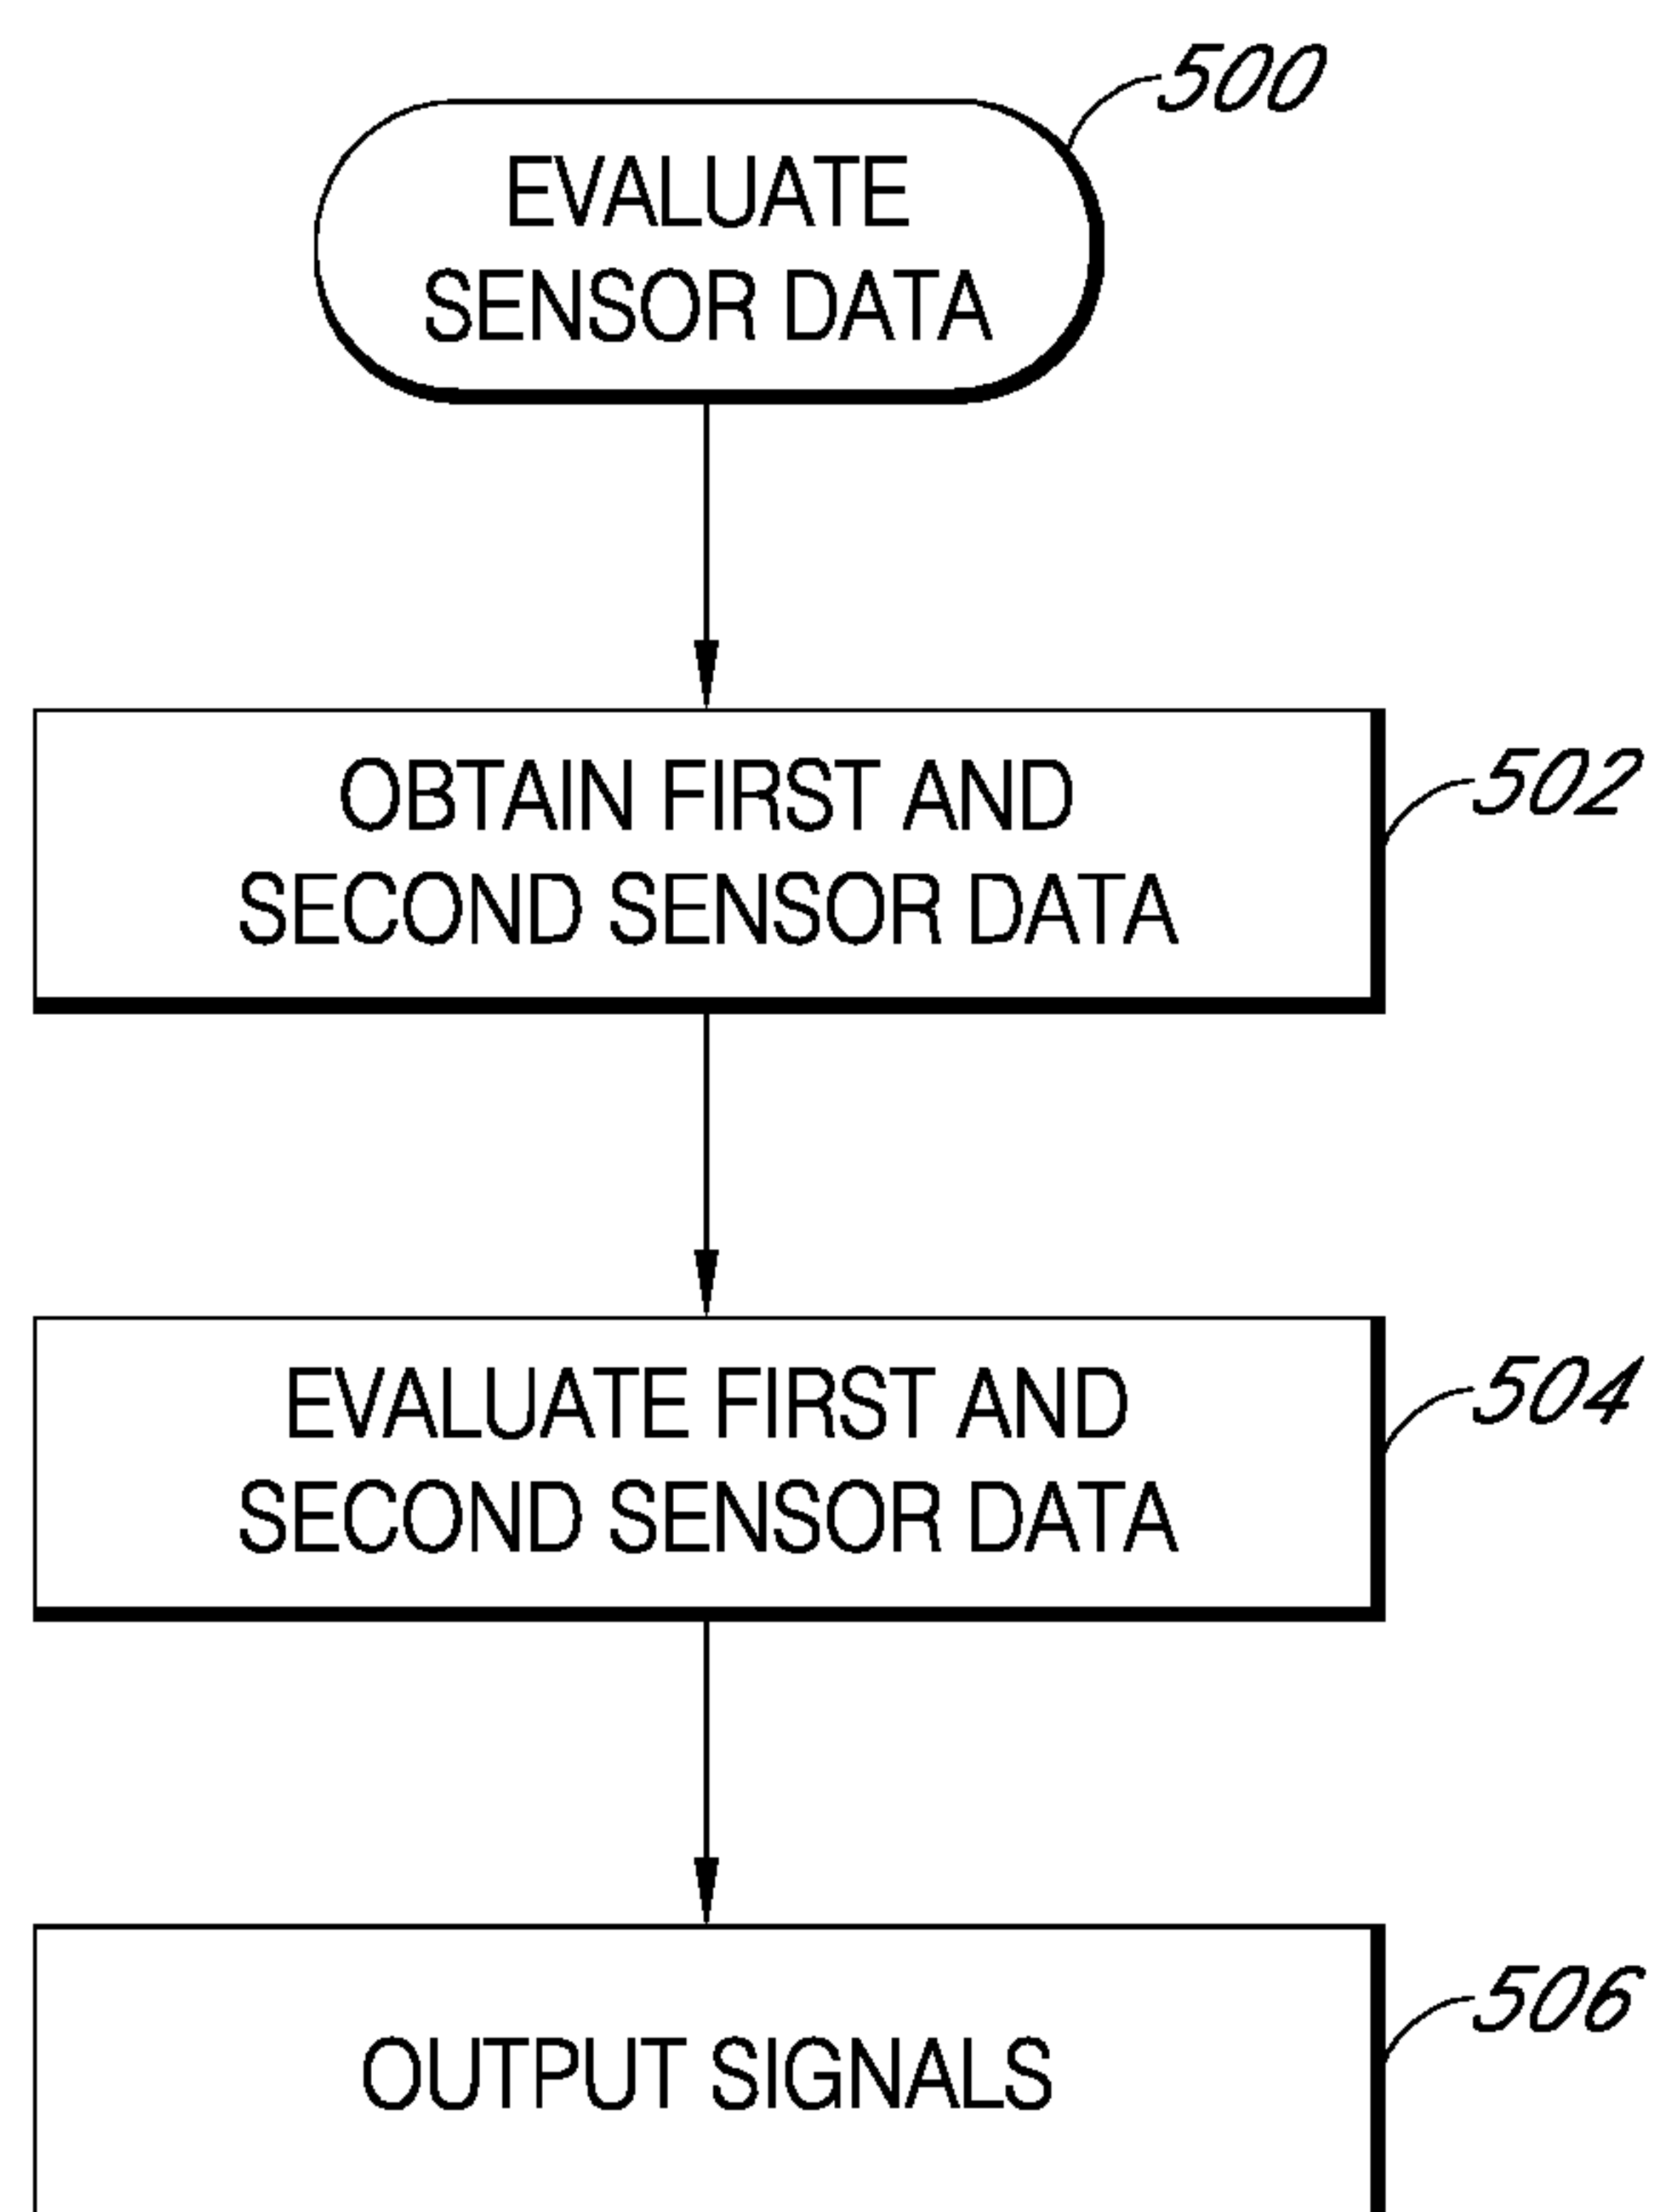 500
EVALUATE
SENSOR DATA
502
OBTAIN FIRST AND
SECOND SENSOR DATA
504
EVALUATE FIRST AND
SECOND SENSOR DATA
506
OUTPUT SIGNALS